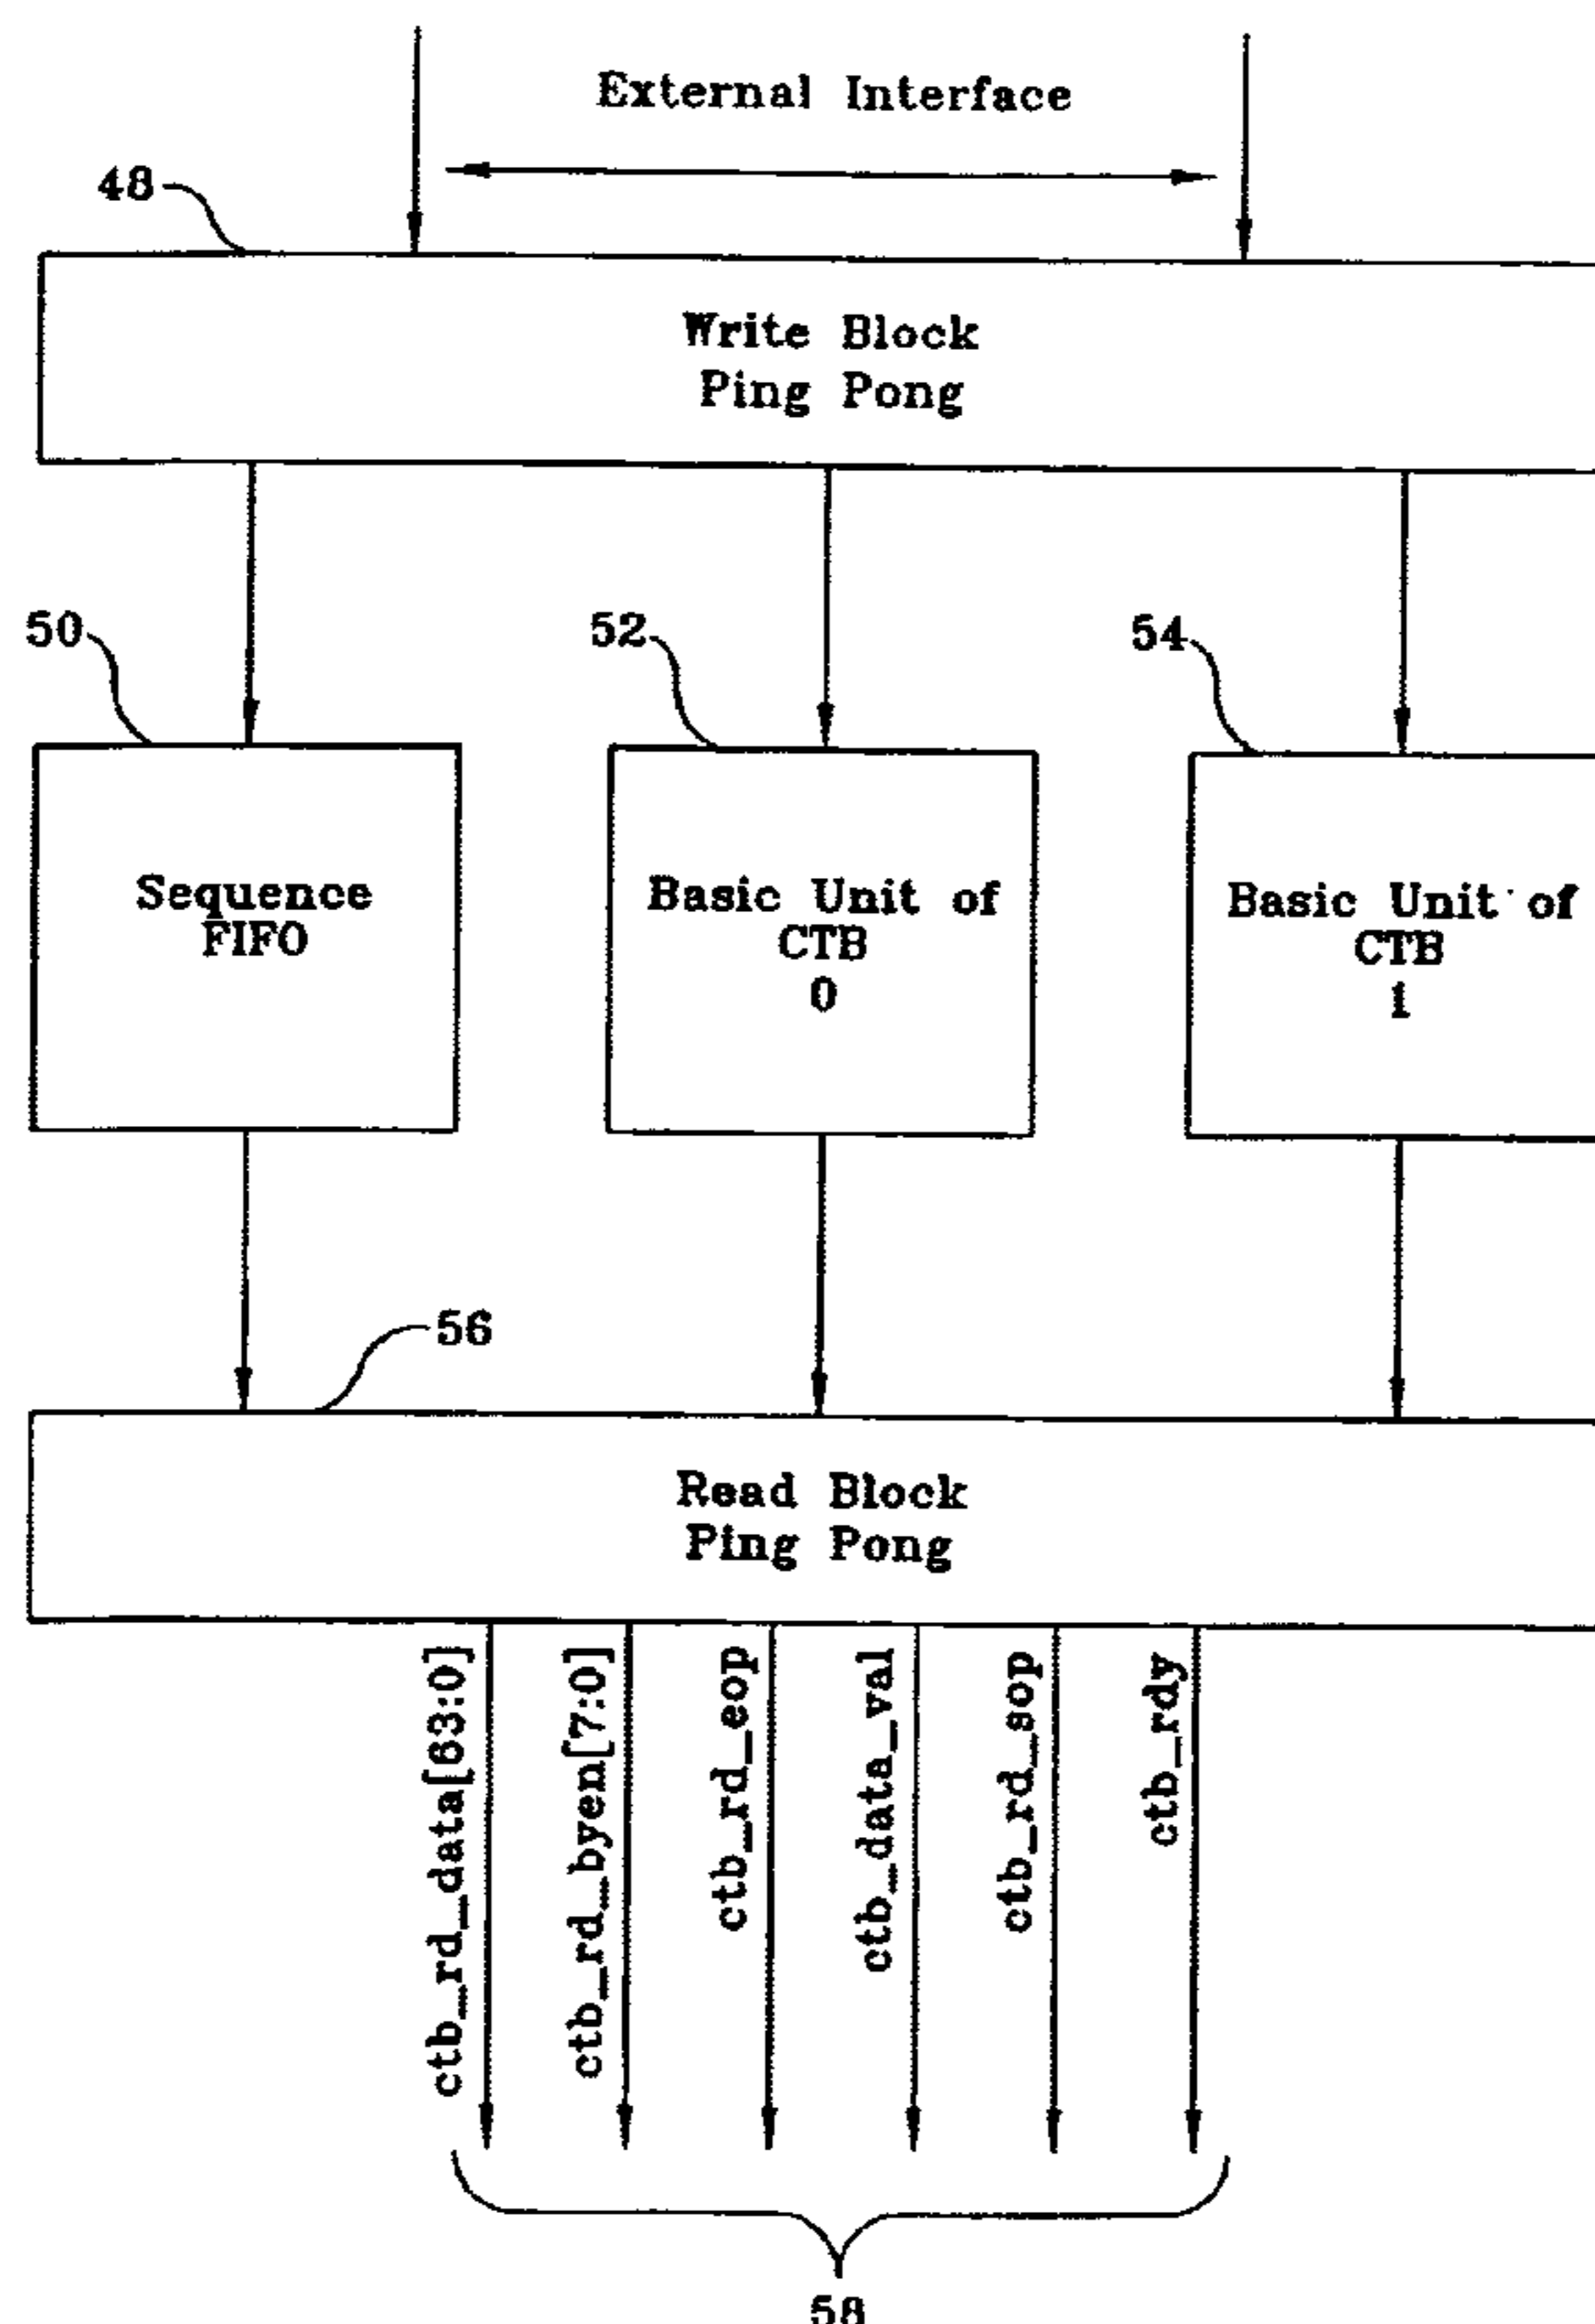 External Interface
48
Write Block
Ping Pong
50
52
54
Sequence
FIFO
Basic Unit of
CTB
0
Basic Unit of
CTB
1
56
Read Block
Ping Pong
ctb_rd_data[63:0]
ctb_rd_byen[7:0]
ctb_rd_eop
ctb_data_val
ctb_rd_sop
ctb_rdy
58